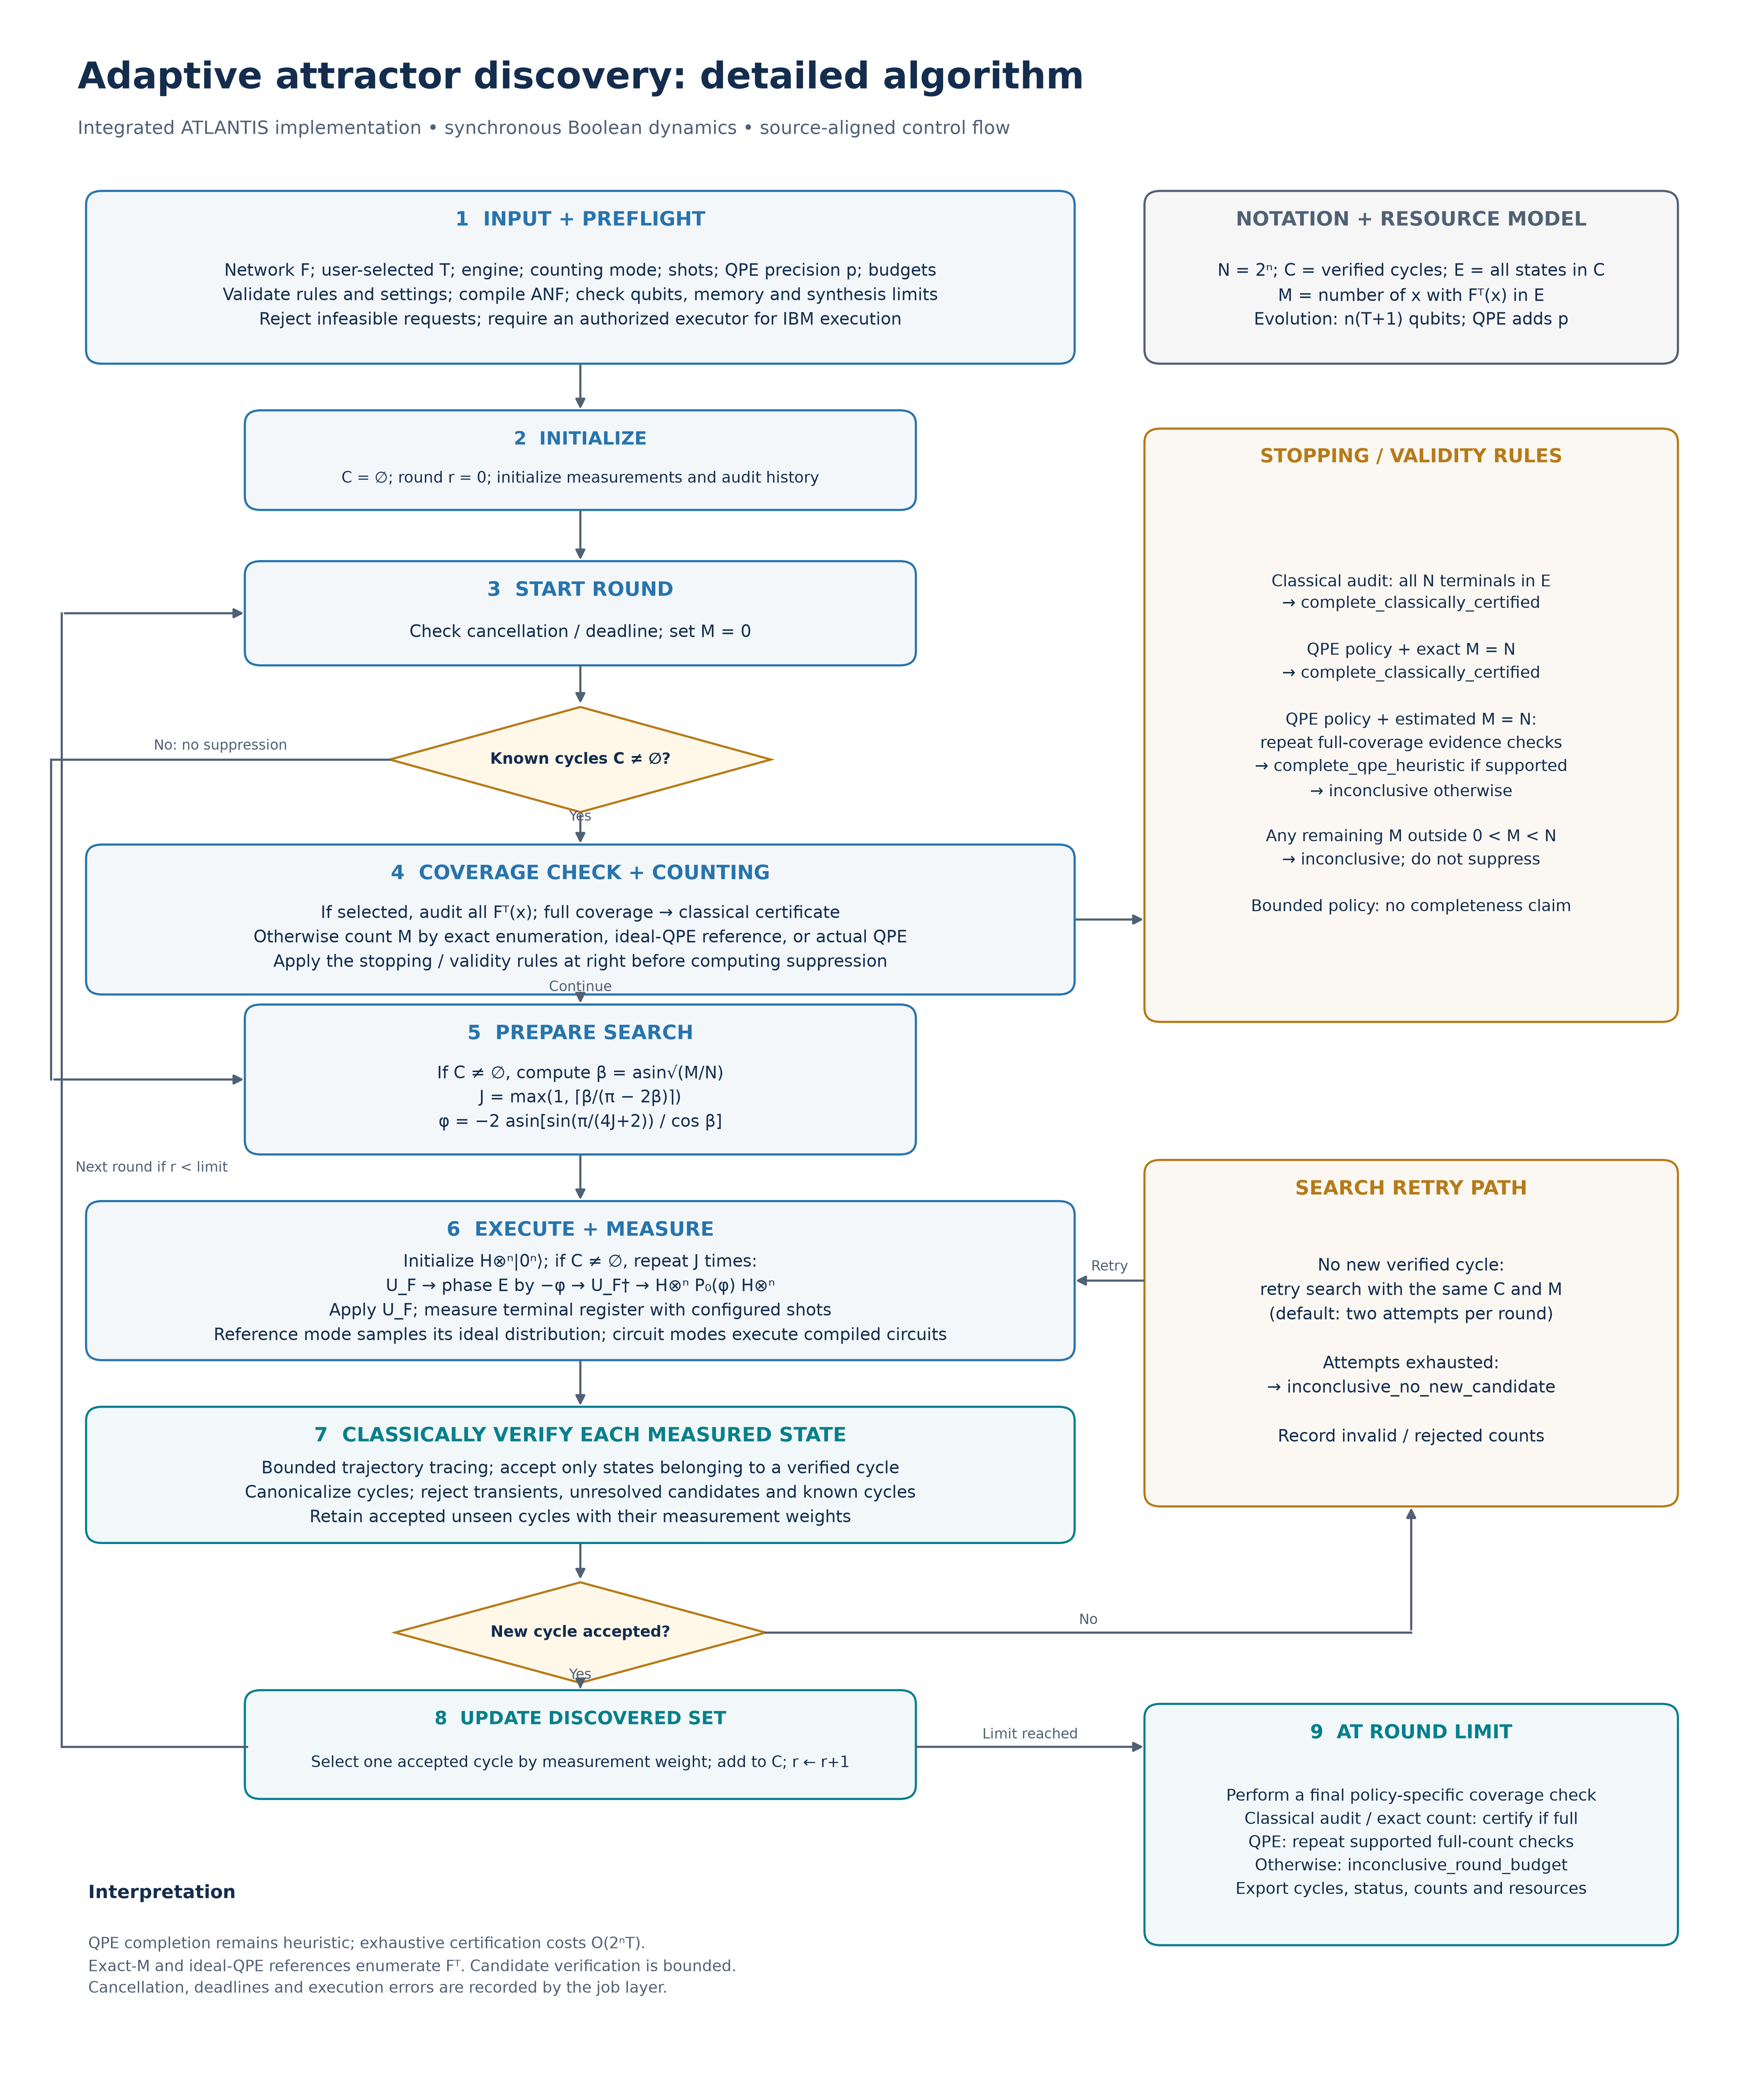 Adaptive attractor discovery: detailed algorithm
Integrated ATLANTIS implementation • synchronous Boolean dynamics • source-aligned control flow
1 INPUT + PREFLIGHT
Network F; user-selected T; engine; counting mode; shots; QPE precision p; budgets
Validate rules and settings; compile ANF; check qubits, memory and synthesis limits
Reject infeasible requests; require an authorized executor for IBM execution
NOTATION + RESOURCE MODEL
N = 2ⁿ; C = verified cycles; E = all states in C
M = number of x with Fᵀ(x) in E
Evolution: n(T+1) qubits; QPE adds p
2 INITIALIZE
C = ∅; round r = 0; initialize measurements and audit history
3 START ROUND
Check cancellation / deadline; set M = 0
Known cycles C ≠ ∅?
No: no suppression
Yes
4 COVERAGE CHECK + COUNTING
If selected, audit all Fᵀ(x); full coverage → classical certificate
Otherwise count M by exact enumeration, ideal-QPE reference, or actual QPE
Apply the stopping / validity rules at right before computing suppression
Continue
STOPPING / VALIDITY RULES
Classical audit: all N terminals in E
→ complete_classically_certified
QPE policy + exact M = N
→ complete_classically_certified
QPE policy + estimated M = N:
repeat full-coverage evidence checks
→ complete_qpe_heuristic if supported
→ inconclusive otherwise
Any remaining M outside 0 < M < N
→ inconclusive; do not suppress
Bounded policy: no completeness claim
5 PREPARE SEARCH
If C ≠ ∅, compute β = asin√(M/N)
J = max(1, ⌈β/(π − 2β)⌉)
φ = −2 asin[sin(π/(4J+2)) / cos β]
Next round if r < limit
6 EXECUTE + MEASURE
Initialize H⊗ⁿ|0ⁿ⟩; if C ≠ ∅, repeat J times:
U_F → phase E by −φ → U_F† → H⊗ⁿ P₀(φ) H⊗ⁿ
Apply U_F; measure terminal register with configured shots
Reference mode samples its ideal distribution; circuit modes execute compiled circuits
Retry
SEARCH RETRY PATH
No new verified cycle:
retry search with the same C and M
(default: two attempts per round)
Attempts exhausted:
→ inconclusive_no_new_candidate
Record invalid / rejected counts
7 CLASSICALLY VERIFY EACH MEASURED STATE
Bounded trajectory tracing; accept only states belonging to a verified cycle
Canonicalize cycles; reject transients, unresolved candidates and known cycles
Retain accepted unseen cycles with their measurement weights
New cycle accepted?
No
Yes
8 UPDATE DISCOVERED SET
Select one accepted cycle by measurement weight; add to C; r ← r+1
Limit reached
9 AT ROUND LIMIT
Perform a final policy-specific coverage check
Classical audit / exact count: certify if full
QPE: repeat supported full-count checks
Otherwise: inconclusive_round_budget
Export cycles, status, counts and resources
Interpretation
QPE completion remains heuristic; exhaustive certification costs O(2ⁿT).
Exact-M and ideal-QPE references enumerate Fᵀ. Candidate verification is bounded.
Cancellation, deadlines and execution errors are recorded by the job layer.